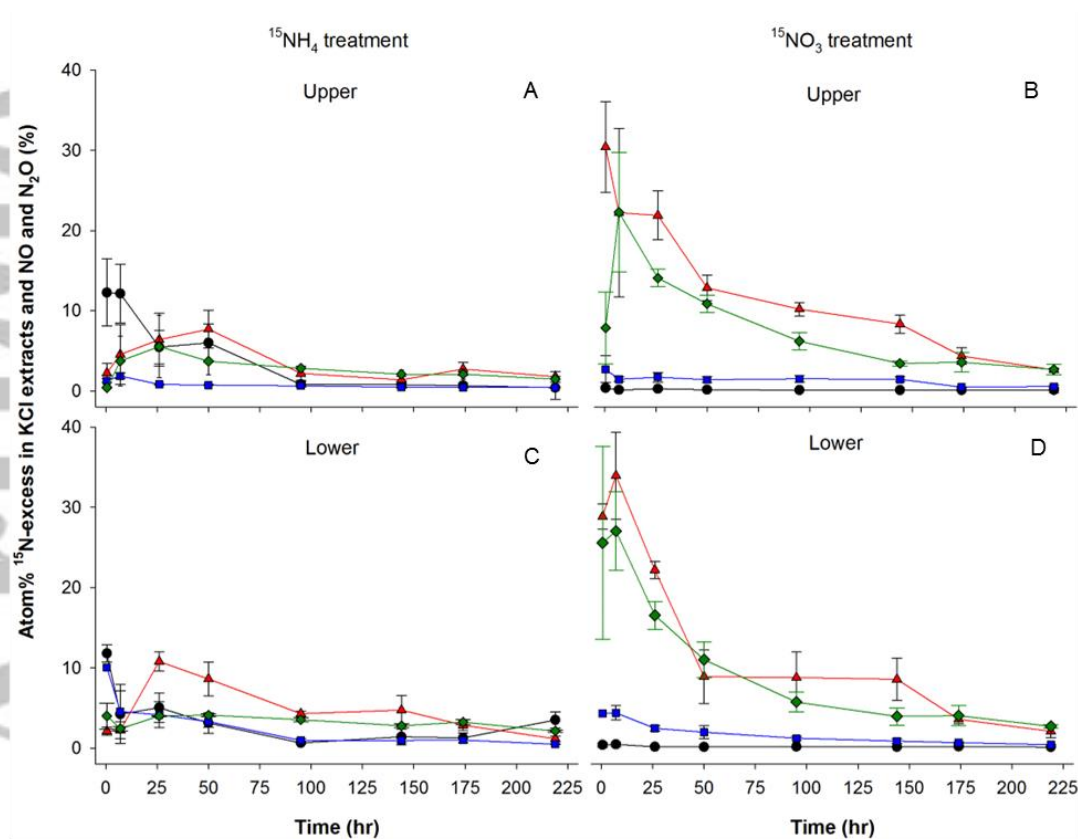 ¹⁵NH₄ treatment
¹⁵NO₃ treatment
Atom% ¹⁵N-excess in KCl extracts and NO and N₂O (%)
Upper A
40
30
20
10
0
Upper B
Lower C
40
30
20
10
0
0 25 50 75 100 125 150 175 200 225
Time (hr)
Lower D
0 25 50 75 100 125 150 175 200 225
Time (hr)